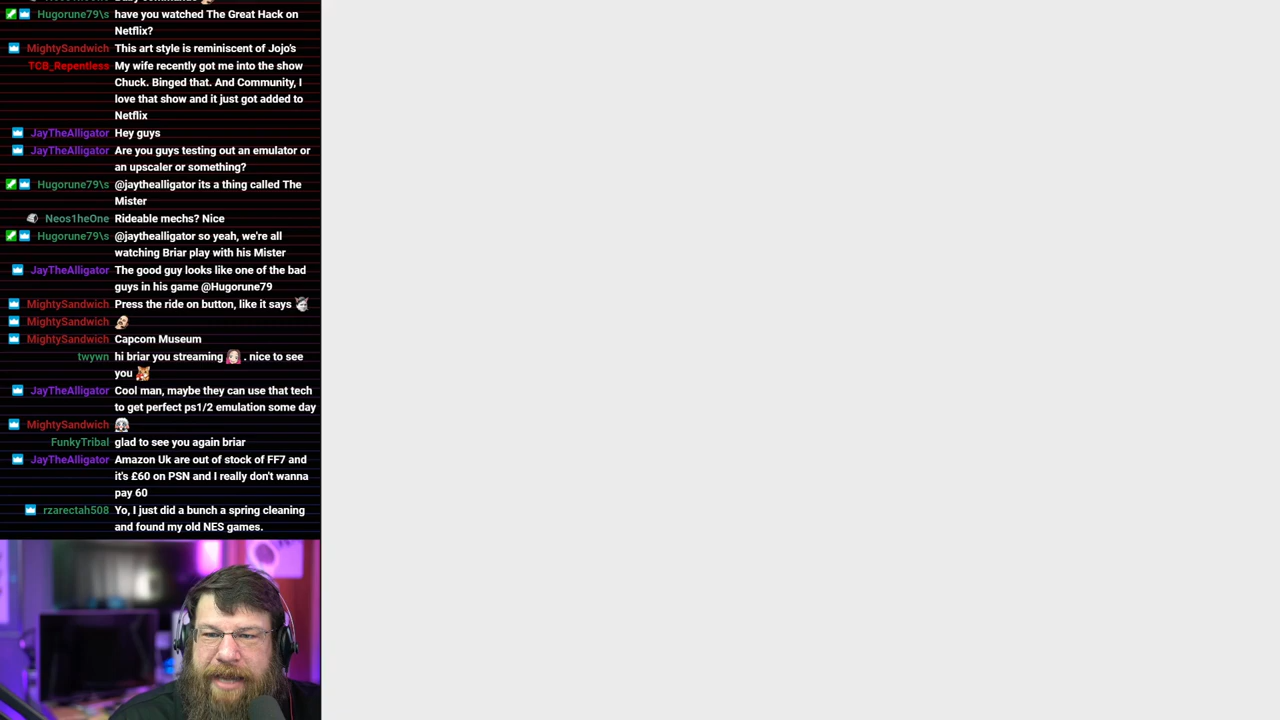 Hugorune79\s have you watched The Great Hack on
Netflix?
MightySandwich This art style is reminiscent of Jojo's
TCB_Repentless My wife recently got me into the show
Chuck. Binged that. And Community, I
love that show and it just got added to
Netflix
JayTheAlligator Hey guys
JayTheAlligator Are you guys testing out an emulator or
an upscaler or something?
Hugorune79\s @jaythealligator its a thing called The
Mister
Neos1heOne Rideable mechs? Nice
Hugorune79\s @jaythealligator so yeah, we're all
watching Briar play with his Mister
JayTheAlligator The good guy looks like one of the bad
guys in his game @Hugorune79
MightySandwich Press the ride on button, like it says
MightySandwich
MightySandwich Capcom Museum
twywn hi briar you streaming . nice to see
you
JayTheAlligator Cool man, maybe they can use that tech
to get perfect ps1/2 emulation some day
MightySandwich
FunkyTribal glad to see you again briar
JayTheAlligator Amazon Uk are out of stock of FF7 and
it's £60 on PSN and I really don't wanna
pay 60
rzarectah508 Yo, I just did a bunch a spring cleaning
and found my old NES games.